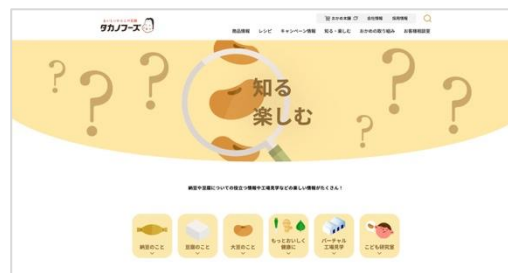 おかめ本舗
会社情報
採用情報
タカノフーズ
商品情報
レシピ
キャンペーン情報
知る・楽しむ
おかめの取り組み
お客様相談室
? ? ? ? ?
知る
楽しむ
納豆や豆腐についての役立つ情報や工場見学などの楽しい情報がたくさん!
納豆のこと
豆腐のこと
大豆のこと
もっとおいしく
健康に
バーチャル
工場見学
こども研究室